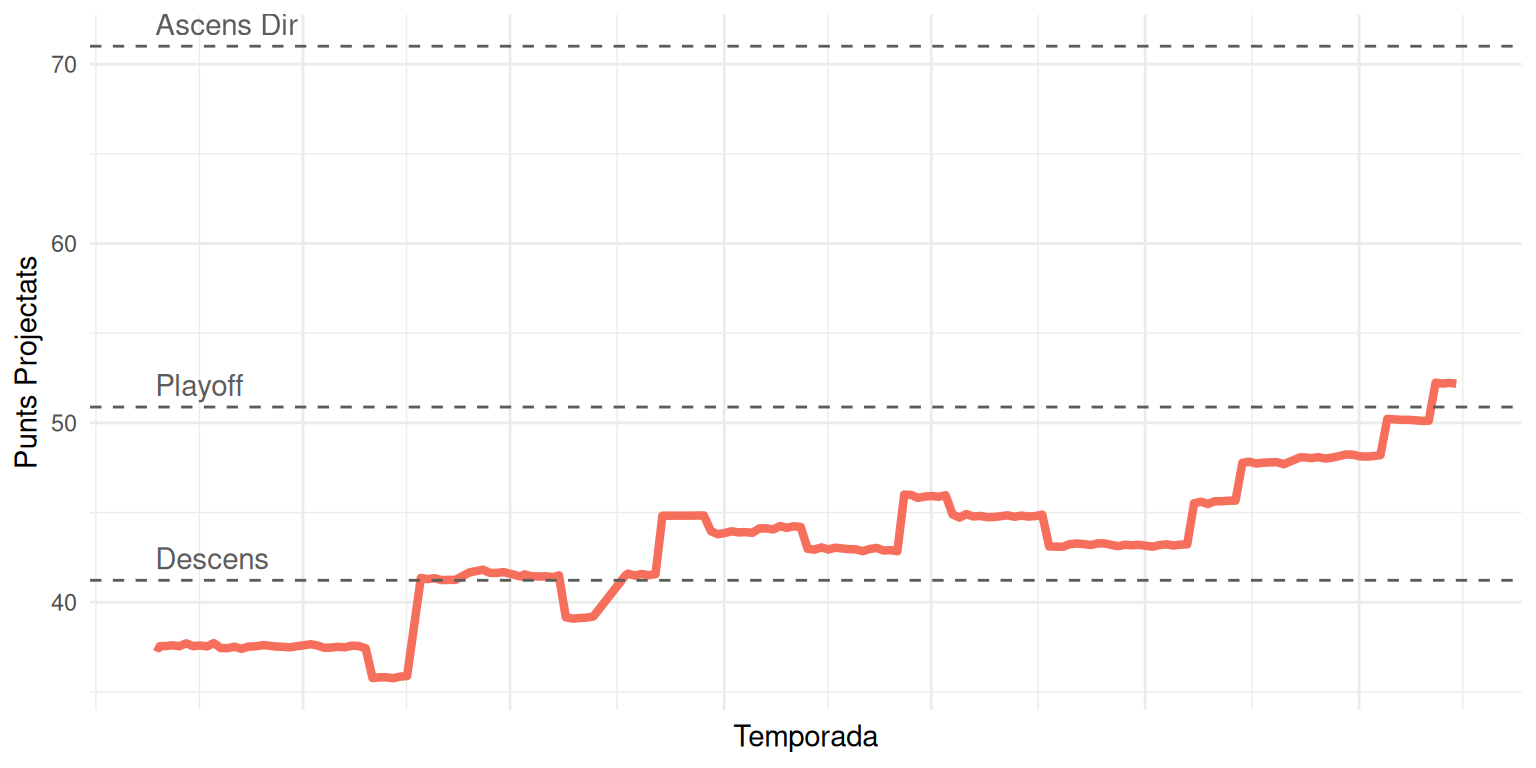 Ascens Dir
70
60
Playoff
50
Descens
40
Punts Projectats
Temporada